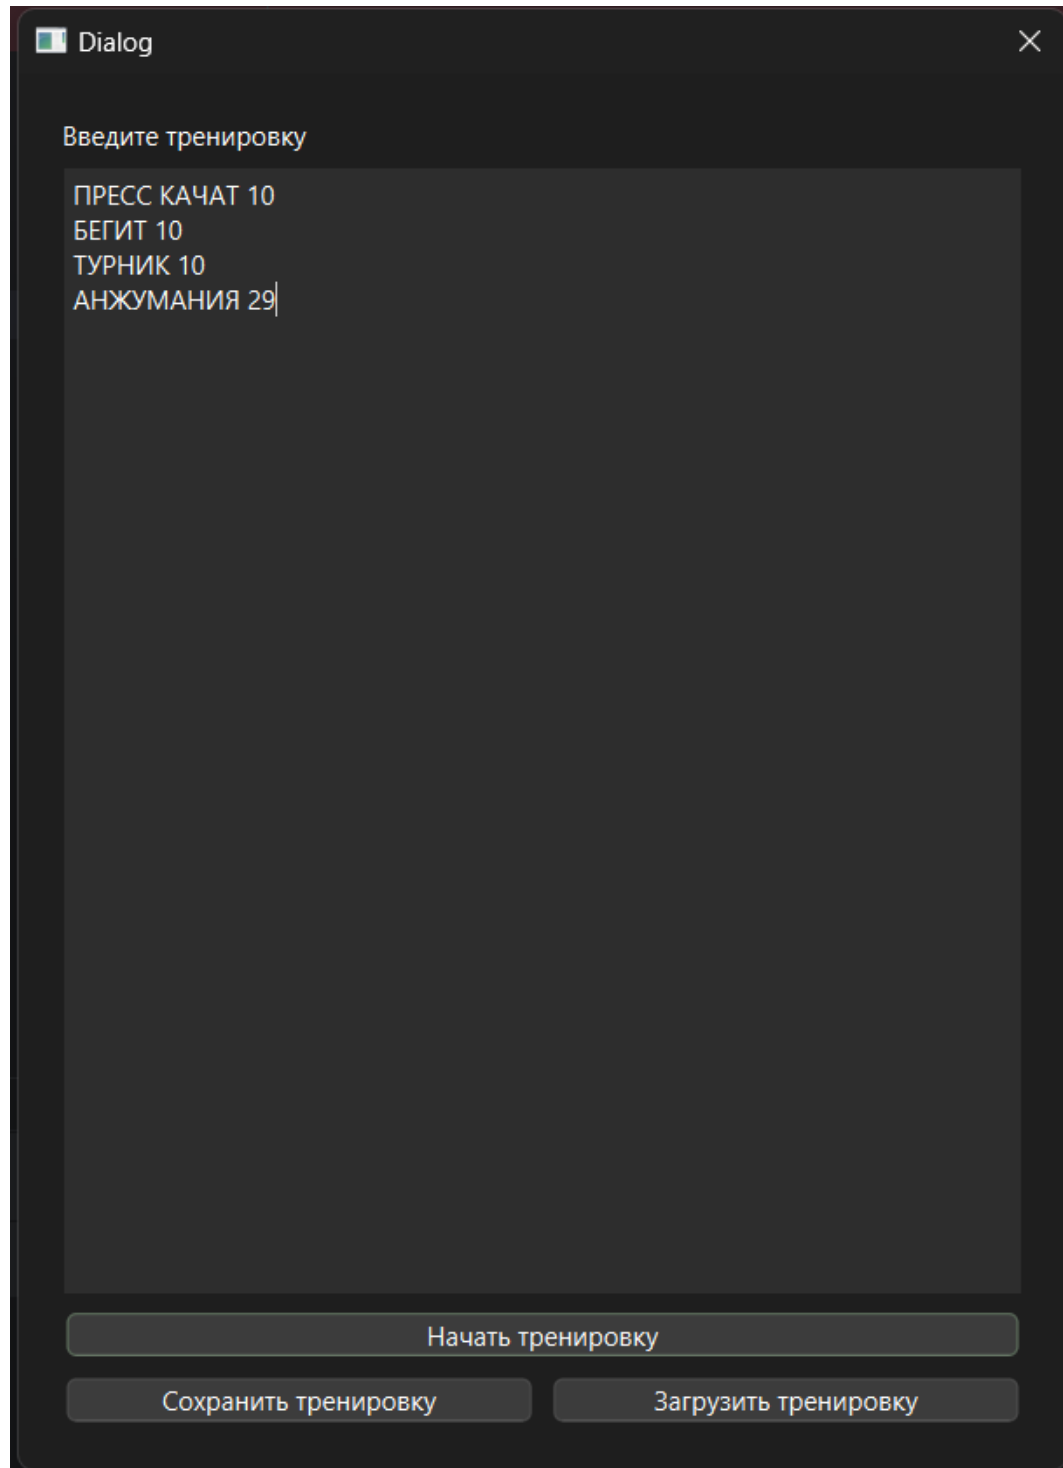 Dialog
Введите тренировку
ПРЕСС КАЧАТ 10
БЕГИТ 10
ТУРНИК 10
АНЖУМАНИЯ 29
Начать тренировку
Сохранить тренировку
Загрузить тренировку